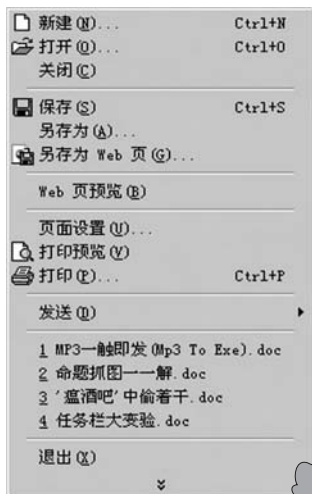 新建(N)... Ctrl+N
打开(O)... Ctrl+O
关闭(C)
保存(S) Ctrl+S
另存为(A)...
另存为 Web 页(G)...
Web 页预览(B)
页面设置(U)...
打印预览(V)
打印(P)... Ctrl+P
发送(D)
1 MP3一触即发(Mp3 To Exe).doc
2 命题抓图一一解.doc
3 '瘟酒吧'中偷着干.doc
4 任务栏大变验.doc
退出(X)